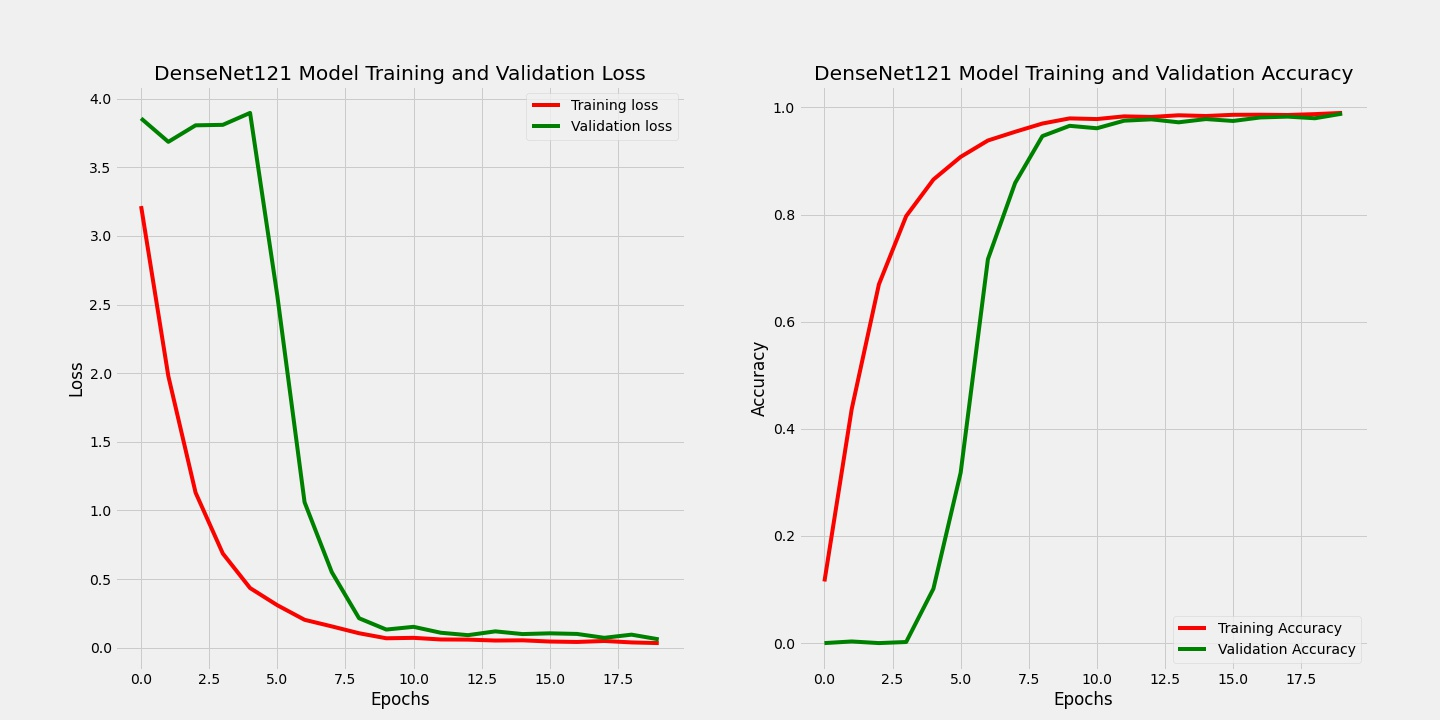 DenseNet121 Model Training and Validation Loss
Training loss
Validation loss
4.0
3.5
3.0
2.5
2.0
1.5
1.0
0.5
0.0
Loss
0.0 2.5 5.0 7.5 10.0 12.5 15.0 17.5
Epochs
DenseNet121 Model Training and Validation Accuracy
1.0
0.8
0.6
0.4
0.2
0.0
Accuracy
Training Accuracy
Validation Accuracy
0.0 2.5 5.0 7.5 10.0 12.5 15.0 17.5
Epochs